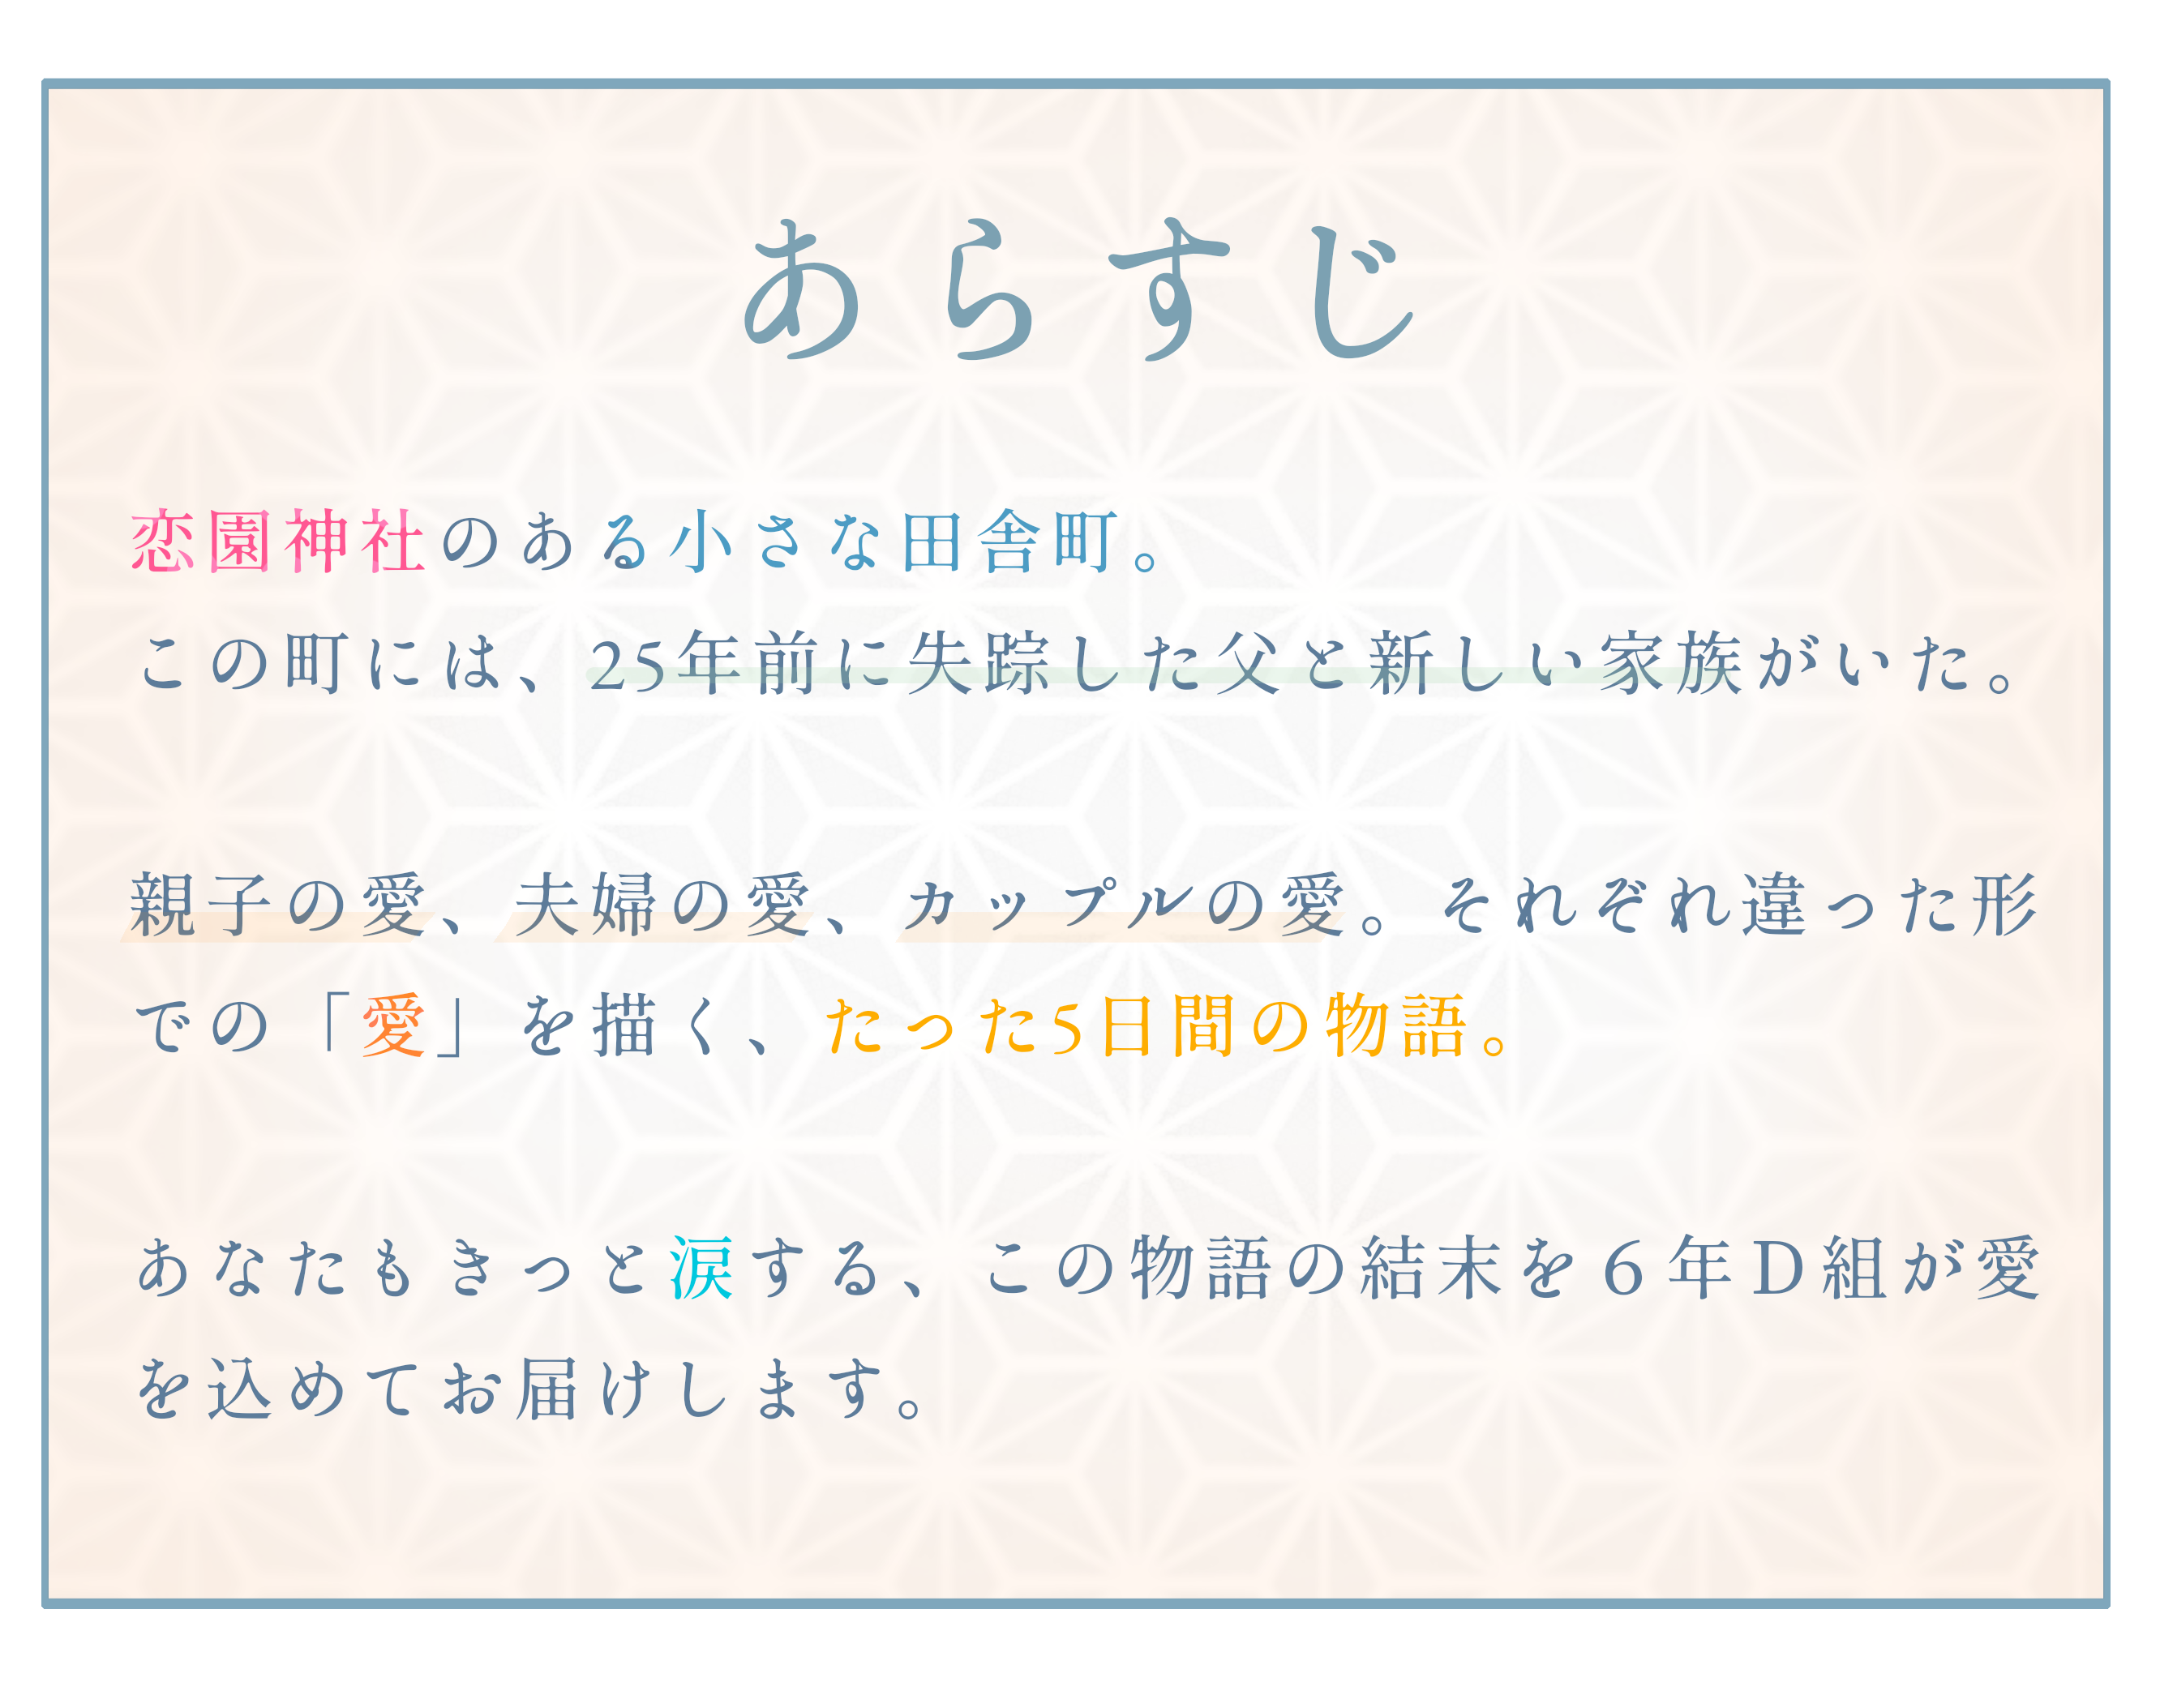 あらすじ
恋園神社のある小さな田舎町。
この町には、25年前に失踪した父と親しい家族がいた。
親子の愛、夫婦の愛、カップルの愛。それぞれ違った形
での「愛」を描く、たった5日間の物語。
あなたもきっと涙する、この物語の結末を６年Ｄ組が愛
を込めてお届けします。